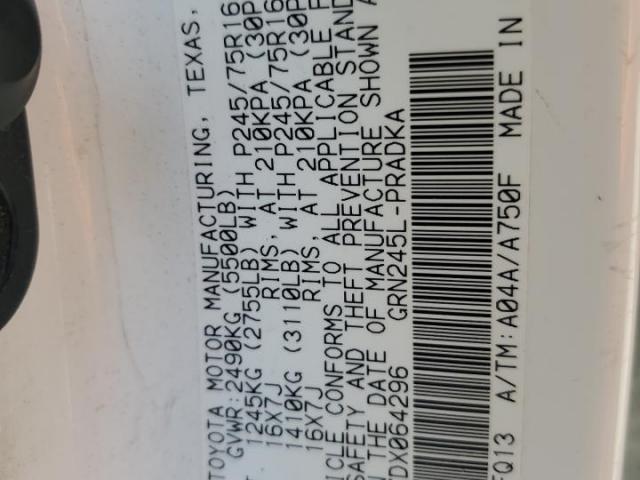 TOYOTA MOTOR MANUFACTURING, TEXAS,
GVWR:2490KG (5500LB)
1245KG (2755LB) WITH P245/75R16
16X7J RIMS, AT 210KPA (30P
1410KG (3110LB) WITH P245/75R16
16X7J RIMS, AT 210KPA (30P
ICLE CONFORMS TO ALL APPLICABLE F
SAFETY AND THEFT PREVENTION STAND
N THE DATE OF MANUFACTURE SHOWN A
DX064296 GRN245L-PRADKA
FQ13 A/TM:A04A/A750F MADE IN